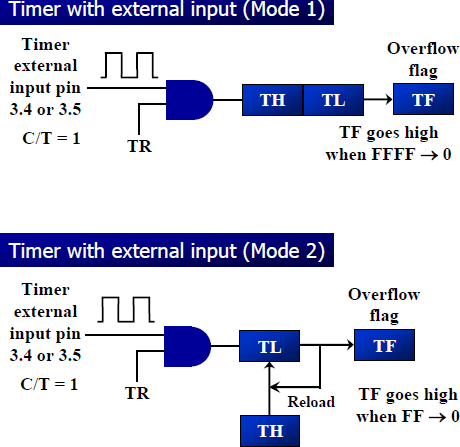 Timer with external input (Mode 1)
Timer
external
input pin
3.4 or 3.5
C/T = 1
TR
TH
TL
Overflow
flag
TF
TF goes high
when FFFF → 0
Timer with external input (Mode 2)
Timer
external
input pin
3.4 or 3.5
C/T = 1
TR
TL
Reload
TH
Overflow
flag
TF
TF goes high
when FF → 0